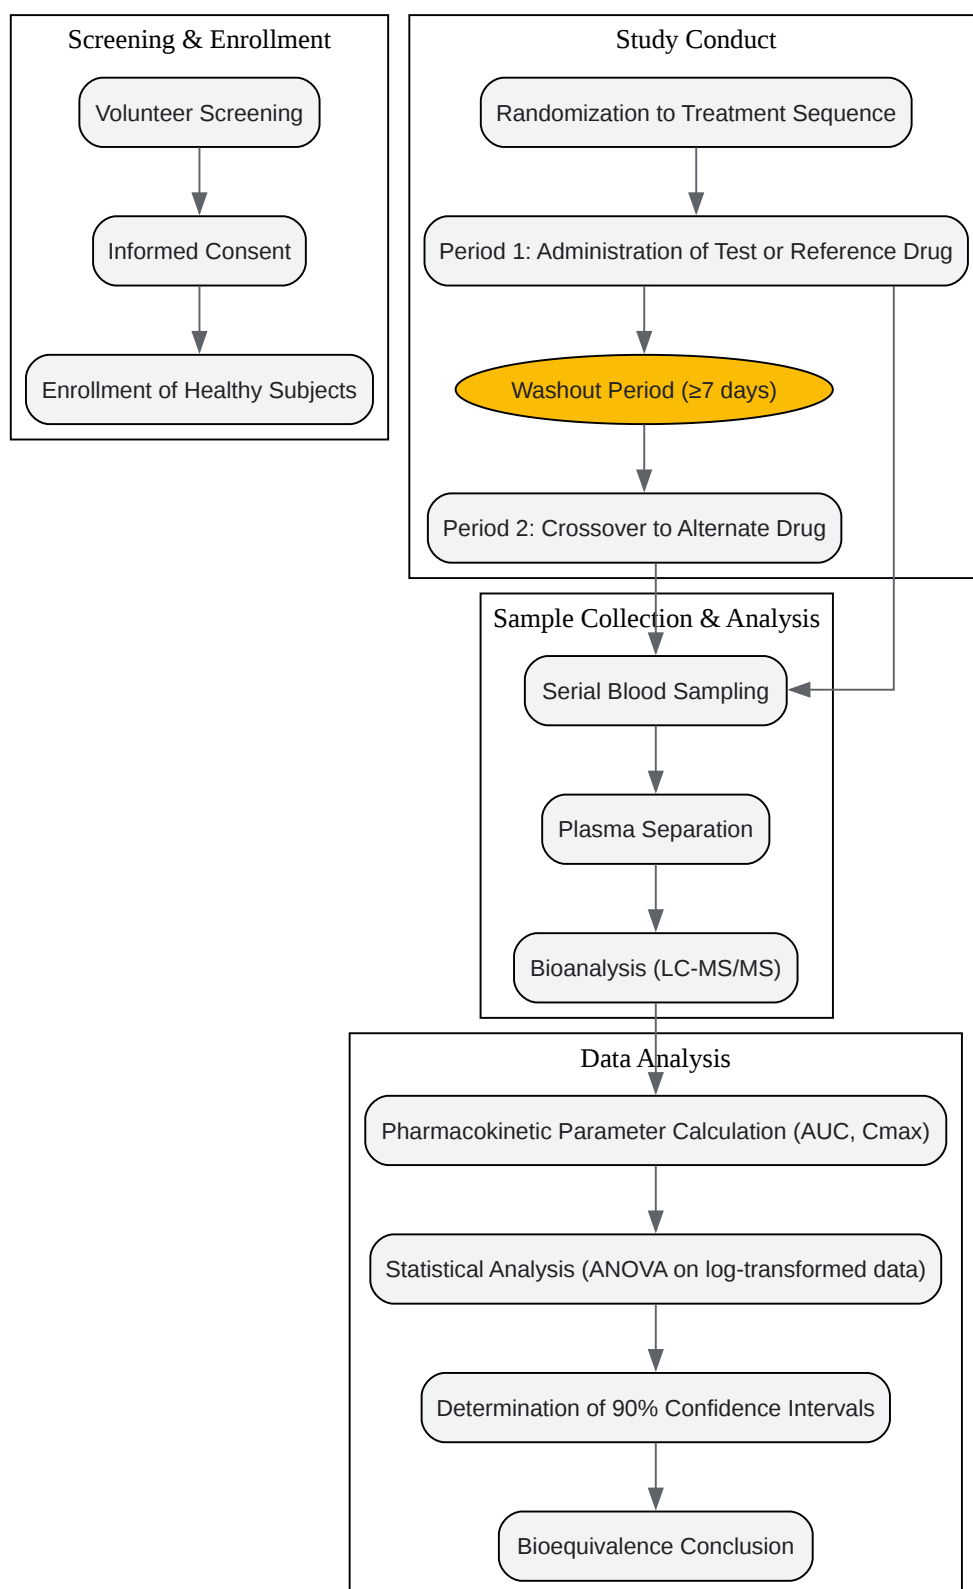 Screening & Enrollment
Volunteer Screening
Informed Consent
Enrollment of Healthy Subjects
Study Conduct
Randomization to Treatment Sequence
Period 1: Administration of Test or Reference Drug
Washout Period (≥7 days)
Period 2: Crossover to Alternate Drug
Sample Collection & Analysis
Serial Blood Sampling
Plasma Separation
Bioanalysis (LC-MS/MS)
Data Analysis
Pharmacokinetic Parameter Calculation (AUC, Cmax)
Statistical Analysis (ANOVA on log-transformed data)
Determination of 90% Confidence Intervals
Bioequivalence Conclusion